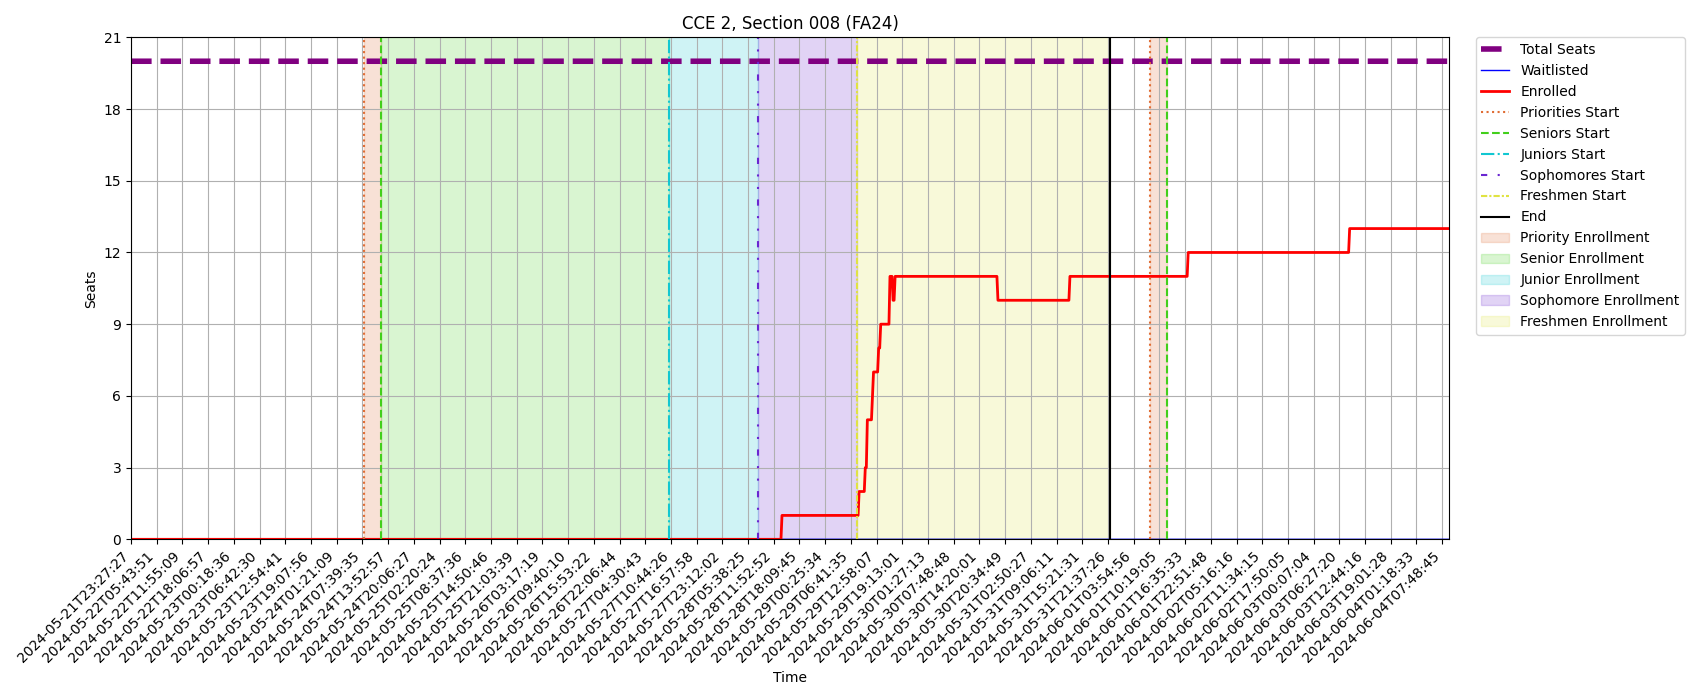 CCE 2, Section 008 (FA24)
21
18
15
12
9
6
3
0
Seats
2024-05-21T23:27:27
2024-05-22T05:43:51
2024-05-22T11:55:09
2024-05-22T18:06:57
2024-05-23T00:18:36
2024-05-23T06:42:30
2024-05-23T12:54:41
2024-05-23T19:07:56
2024-05-24T01:21:09
2024-05-24T07:39:35
2024-05-24T13:52:57
2024-05-24T20:06:27
2024-05-25T02:20:24
2024-05-25T08:37:36
2024-05-25T14:50:46
2024-05-25T21:03:39
2024-05-26T03:17:19
2024-05-26T09:40:10
2024-05-26T15:53:22
2024-05-26T22:06:44
2024-05-27T04:30:43
2024-05-27T10:44:26
2024-05-27T16:57:58
2024-05-27T23:12:02
2024-05-28T05:38:25
2024-05-28T11:52:52
2024-05-28T18:09:45
2024-05-29T00:25:34
2024-05-29T06:41:35
2024-05-29T12:58:07
2024-05-29T19:13:01
2024-05-30T01:27:13
2024-05-30T07:48:48
2024-05-30T14:20:01
2024-05-30T20:34:49
2024-05-31T02:50:27
2024-05-31T09:06:11
2024-05-31T15:21:31
2024-05-31T21:37:26
2024-06-01T03:54:56
2024-06-01T10:19:05
2024-06-01T16:35:33
2024-06-01T22:51:48
2024-06-02T05:16:16
2024-06-02T11:34:15
2024-06-02T17:50:05
2024-06-03T00:07:04
2024-06-03T06:27:20
2024-06-03T12:44:16
2024-06-03T19:01:28
2024-06-04T01:18:33
2024-06-04T07:48:45
Time
Total Seats
Waitlisted
Enrolled
Priorities Start
Seniors Start
Juniors Start
Sophomores Start
Freshmen Start
End
Priority Enrollment
Senior Enrollment
Junior Enrollment
Sophomore Enrollment
Freshmen Enrollment